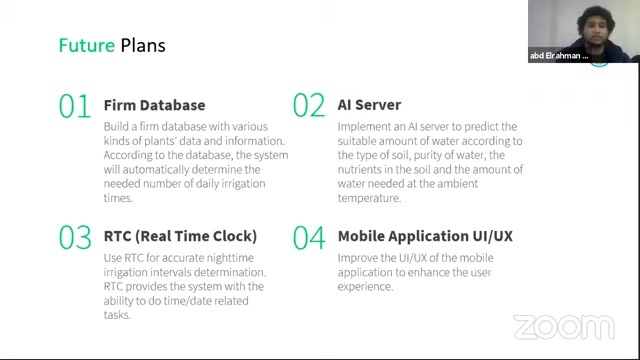 Future Plans
abd Elrahman ...
01
Firm Database
Build a firm database with various
kinds of plants' data and information.
According to the database, the system
will automatically determine the
needed number of daily irrigation
times.
02
AI Server
Implement an AI server to predict the
suitable amount of water according to
the type of soil, purity of water, the
nutrients in the soil and the amount of
water needed at the ambient
temperature.
03
RTC (Real Time Clock)
Use RTC for accurate nighttime
irrigation intervals determination.
RTC provides the system with the
ability to do time/date related
tasks.
04
Mobile Application UI/UX
Improve the UI/UX of the mobile
application to enhance the user
experience.
zoom